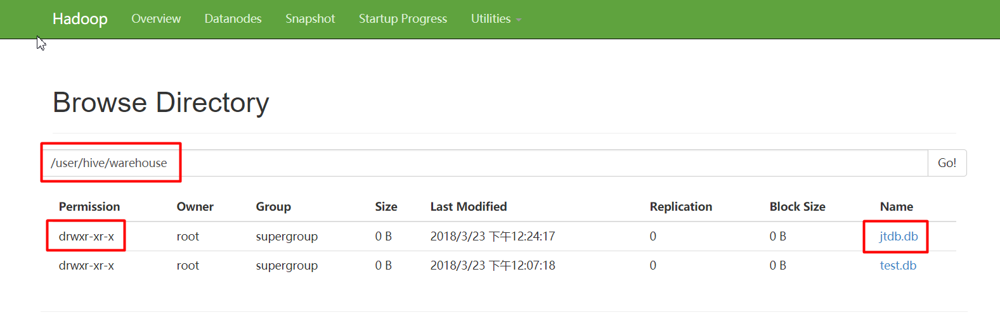 Hadoop Overview Datanodes Snapshot Startup Progress Utilities
Browse Directory
/user/hive/warehouse Go!
Permission Owner Group Size Last Modified Replication Block Size Name
drwxr-xr-x root supergroup 0 B 2018/3/23 下午12:24:17 0 0 B jtdb.db
drwxr-xr-x root supergroup 0 B 2018/3/23 下午12:07:18 0 0 B test.db